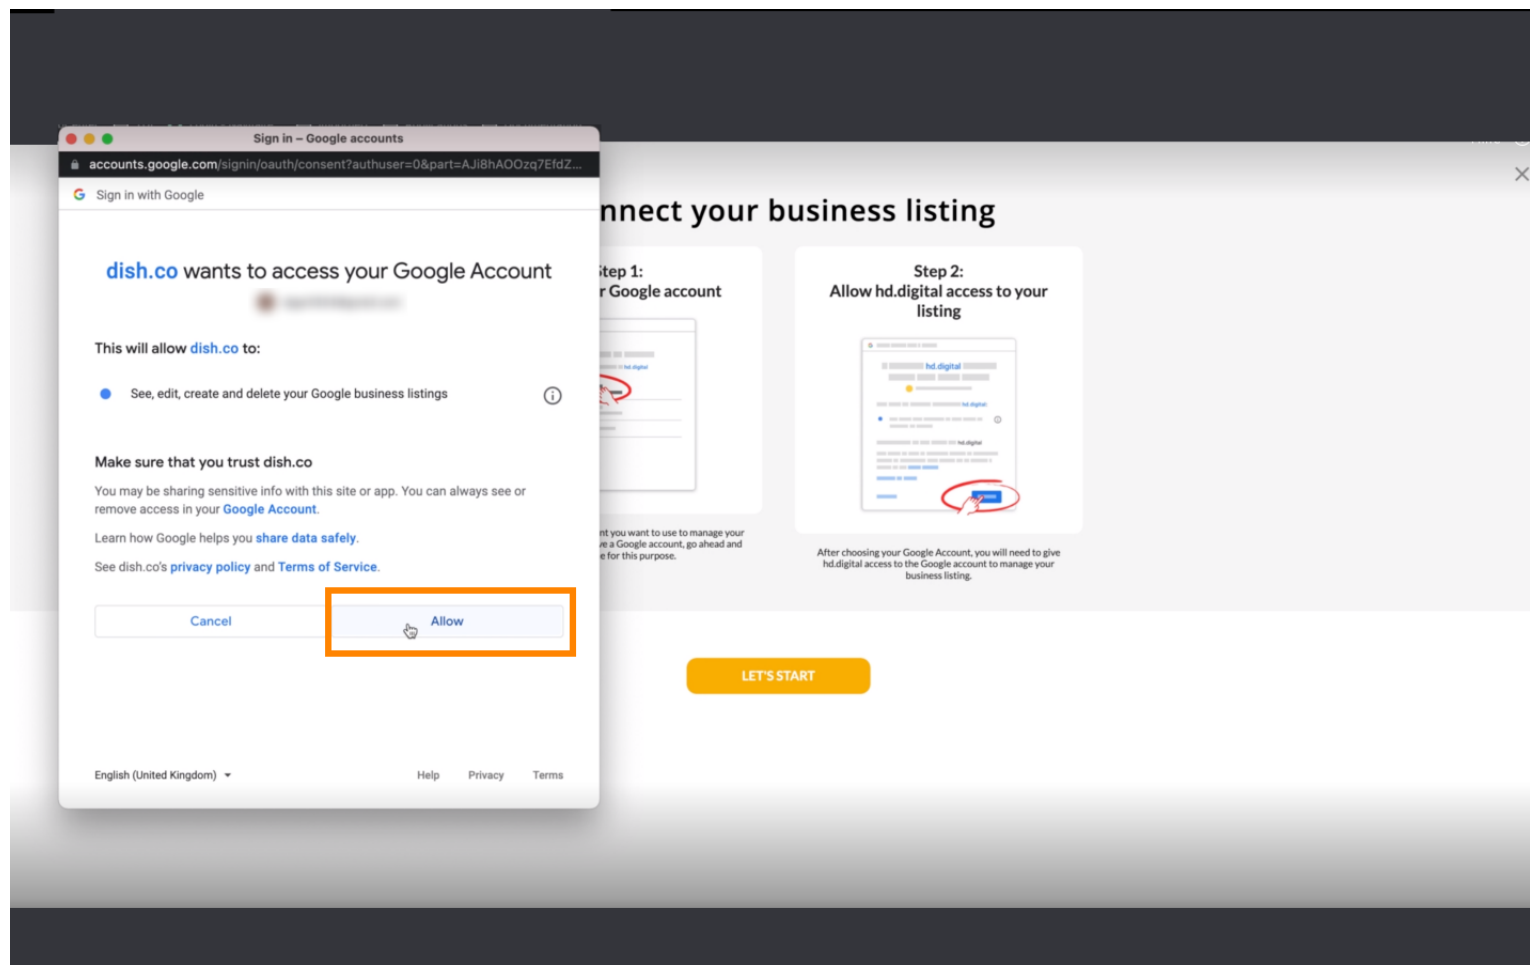 Sign in – Google accounts
accounts.google.com/signin/oauth/consent?authuser=0&part=AJi8hAOOzq7EfdZ...
Sign in with Google
dish.co wants to access your Google Account
This will allow dish.co to:
See, edit, create and delete your Google business listings
Make sure that you trust dish.co
You may be sharing sensitive info with this site or app. You can always see or
remove access in your Google Account.
Learn how Google helps you share data safely.
See dish.co's privacy policy and Terms of Service.
Cancel
Allow
English (United Kingdom)
Help
Privacy
Terms
nnect your business listing
tep 1:
r Google account
hd.digital
nt you want to use to manage your
e a Google account, go ahead and
e for this purpose.
Step 2:
Allow hd.digital access to your
listing
hd.digital
hd.digital
hd.digital
After choosing your Google Account, you will need to give
hd.digital access to the Google account to manage your
business listing.
LET'S START